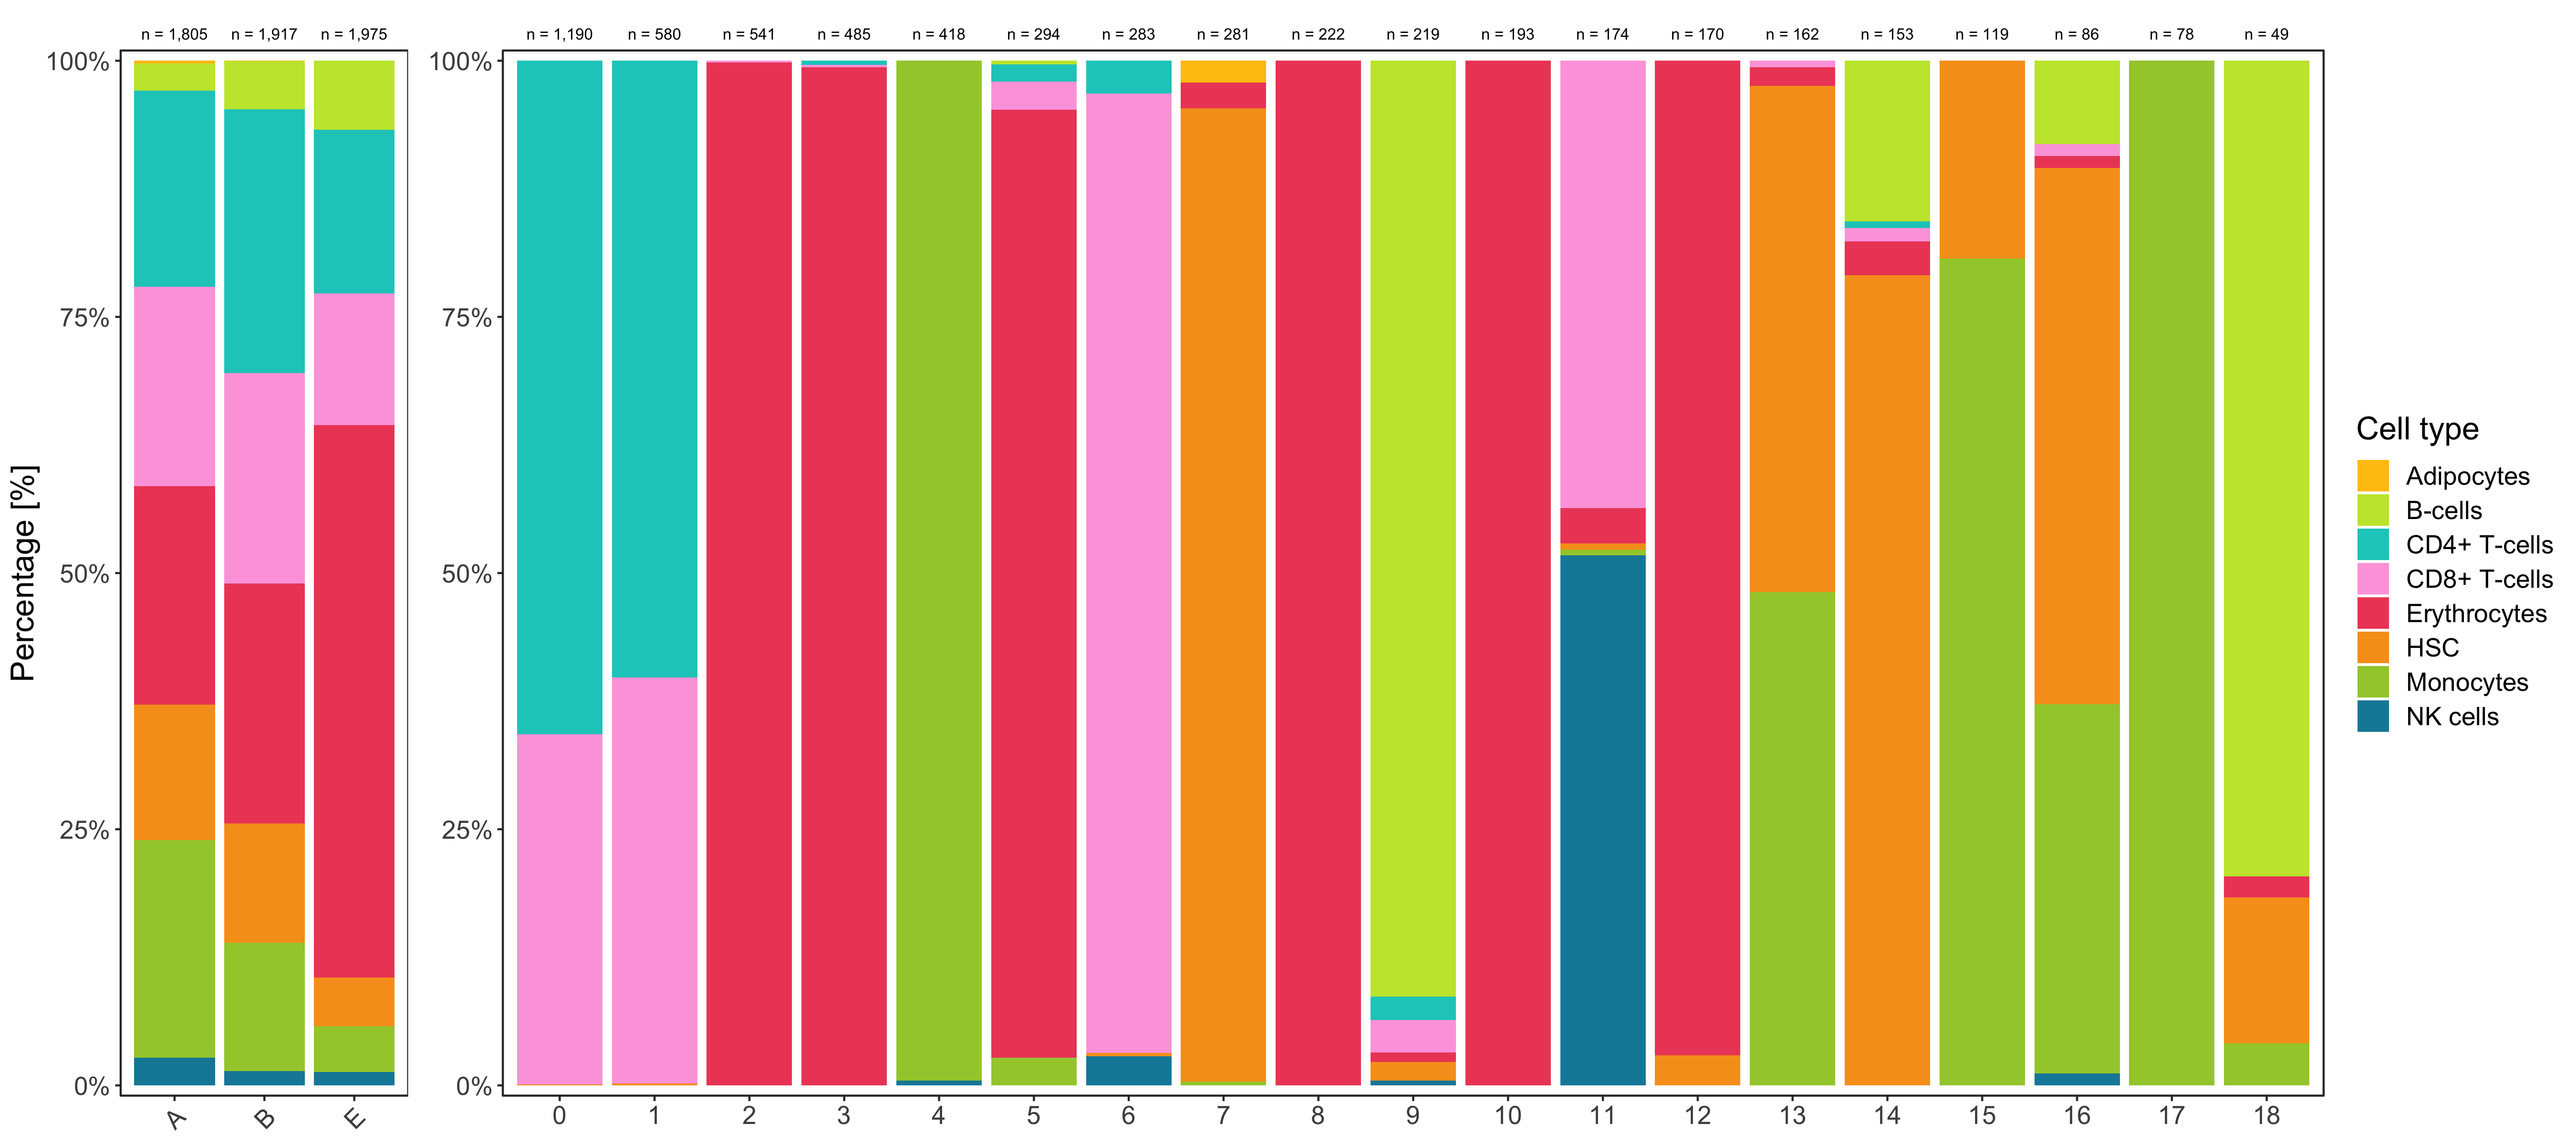 n = 1,805 n = 1,917 n = 1,975
n = 1,190 n = 580 n = 541 n = 485 n = 418 n = 294 n = 283 n = 281 n = 222 n = 219 n = 193 n = 174 n = 170 n = 162 n = 153 n = 119 n = 86 n = 78 n = 49
Percentage [%]
100%
75%
50%
25%
0%
A B E
100%
75%
50%
25%
0%
0 1 2 3 4 5 6 7 8 9 10 11 12 13 14 15 16 17 18
Cell type
Adipocytes
B-cells
CD4+ T-cells
CD8+ T-cells
Erythrocytes
HSC
Monocytes
NK cells